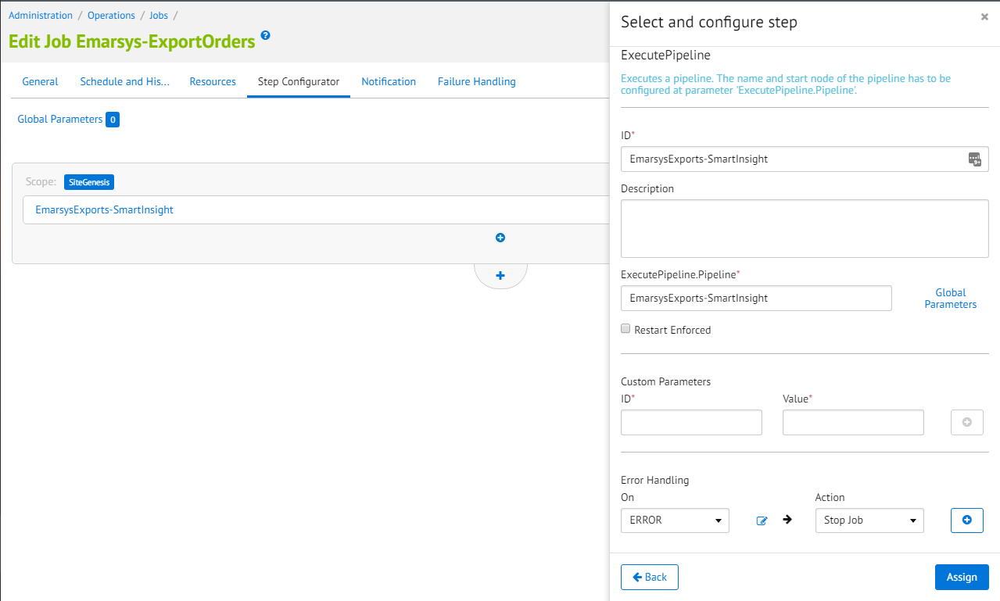 Administration / Operations / Jobs /
Edit Job Emarsys-ExportOrders ?
General Schedule and His... Resources Step Configurator Notification Failure Handling
Global Parameters 0
Scope: SiteGenesis
EmarsysExports-SmartInsight
Select and configure step ×
ExecutePipeline
Executes a pipeline. The name and start node of the pipeline has to be
configured at parameter 'ExecutePipeline.Pipeline'.
ID*
EmarsysExports-SmartInsight 9+
Description
ExecutePipeline.Pipeline*
EmarsysExports-SmartInsight
Global
Parameters
Restart Enforced
Custom Parameters
ID* Value*
Error Handling
On Action
ERROR Stop Job
Back Assign